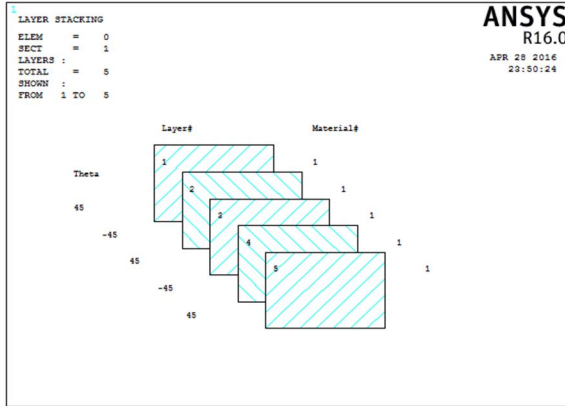 1
LAYER STACKING
ELEM = 0
SECT = 1
LAYERS :
TOTAL = 5
SHOWN :
FROM 1 TO 5
ANSYS
R16.0
APR 28 2016
23:50:24
Layer# Material#
Theta
1 1
2 1
45
3 1
-45
4 1
45
5 1
-45
45